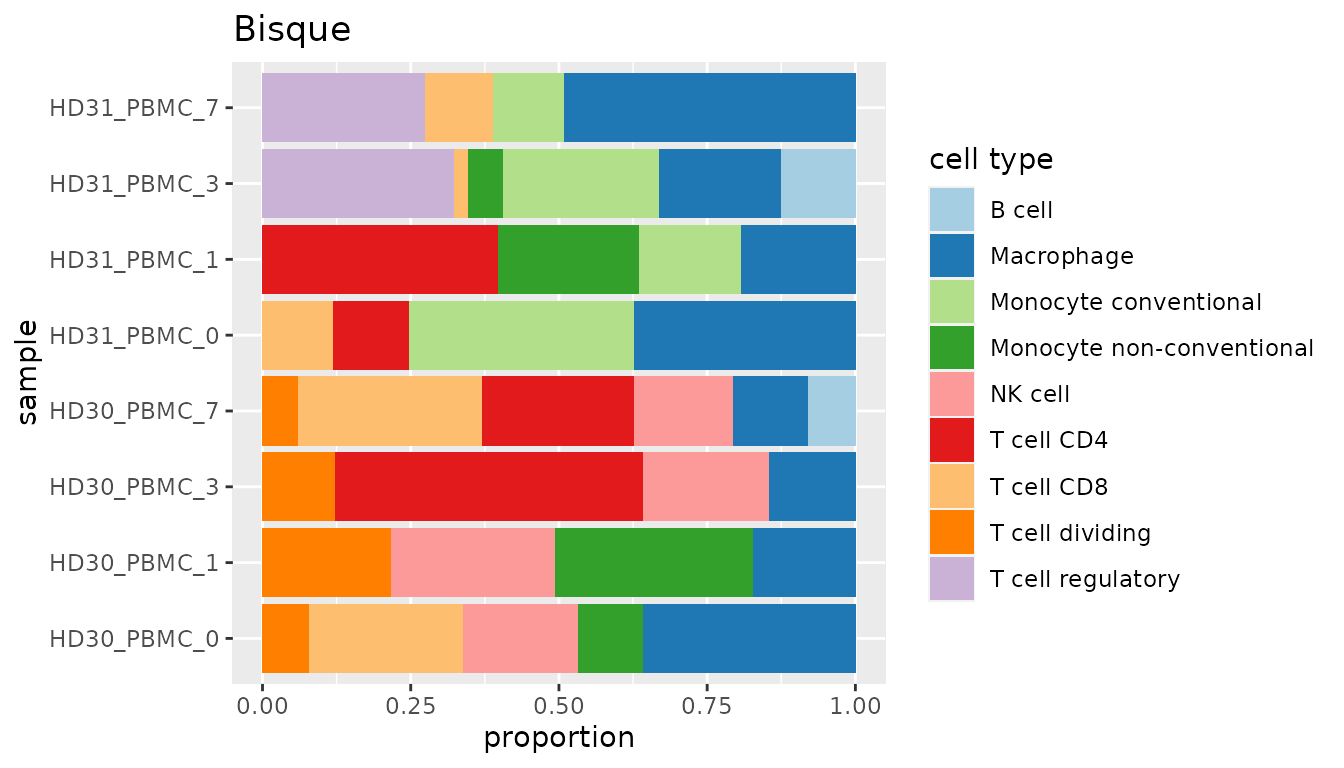 Bisque
HD31_PBMC_7
HD31_PBMC_3
HD31_PBMC_1
HD31_PBMC_0
HD30_PBMC_7
HD30_PBMC_3
HD30_PBMC_1
HD30_PBMC_0
sample
0.00 0.25 0.50 0.75 1.00
proportion
cell type
B cell
Macrophage
Monocyte conventional
Monocyte non-conventional
NK cell
T cell CD4
T cell CD8
T cell dividing
T cell regulatory